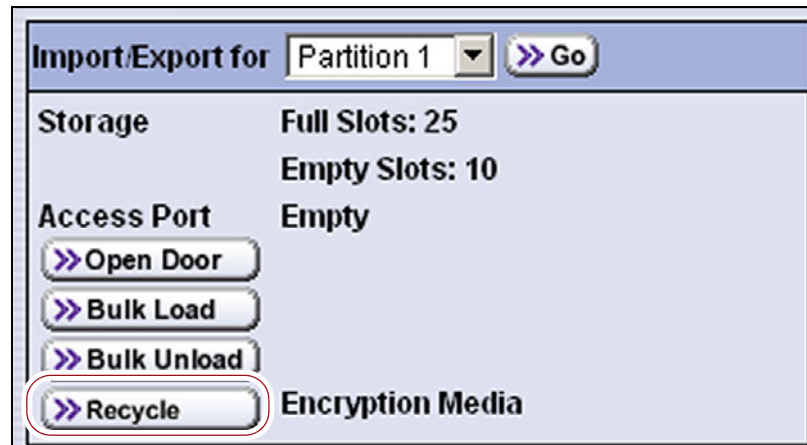 Import/Export for Partition 1 Go
Storage Full Slots: 25
Empty Slots: 10
Access Port Empty
Open Door
Bulk Load
Bulk Unload
Recycle Encryption Media